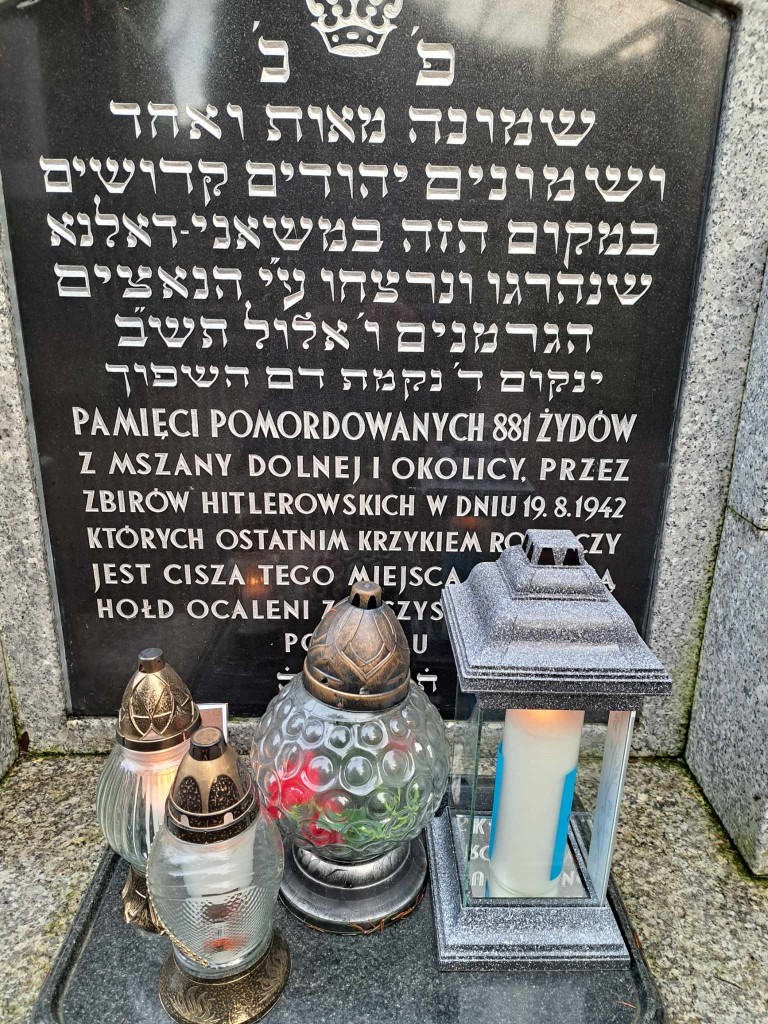 פ׳ כ׳
שמונה מאות ואחד
ושמונים יהודים קדושים
במקום הזה במשאני-דאלנא
שנהרגו ונרצחו ע״י הנאצים
הגרמנים ו׳ אלול תש״ב
ינקום ד׳ נקמת דם השפוך
PAMIĘCI POMORDOWANYCH 881 ŻYDÓW
Z MSZANY DOLNEJ I OKOLICY, PRZEZ
ZBIRÓW HITLEROWSKICH W DNIU 19.8.1942
KTÓRYCH OSTATNIM KRZYKIEM
JEST CISZA TEGO MIEJSCA
HOŁD OCALENI